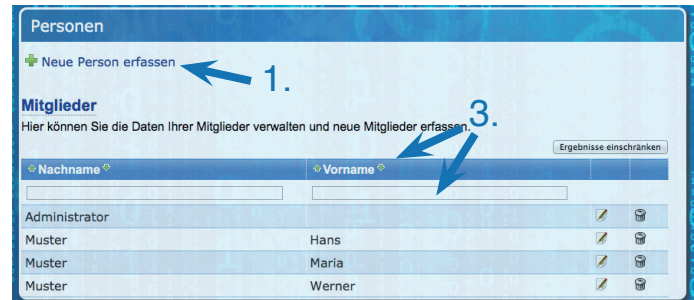 Personen
Neue Person erfassen
1.
Mitglieder
Hier können Sie die Daten Ihrer Mitglieder verwalten und neue Mitglieder erfassen.
3.
Ergebnisse einschränken
Nachname Vorname
Administrator
Muster Hans
Muster Maria
Muster Werner